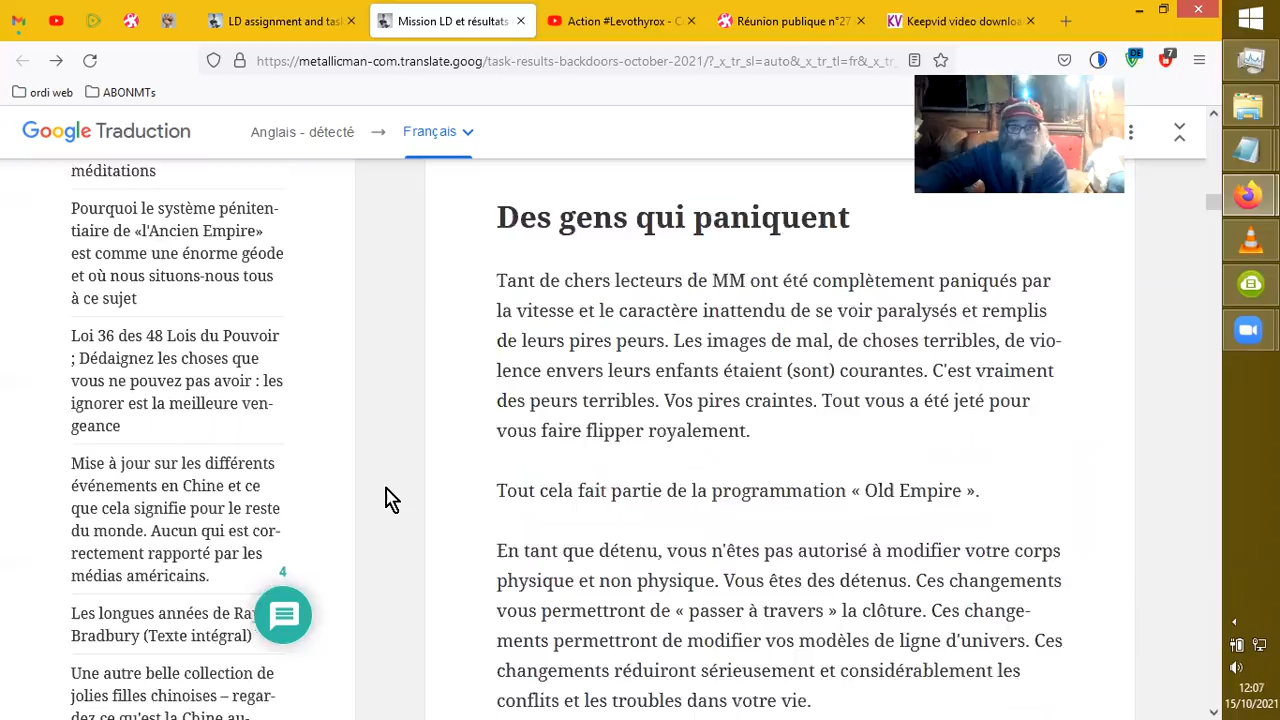 LD assignment and tas
Mission LD et résultats
Action #Levothyrox - C
Réunion publique n°27
Keepvid video downloa
https://metallicman-com.translate.goog/task-results-backdoors-october-2021/?_x_tr_sl=auto&_x_tr_tl=fr&_x_tr_
DE
7
ordi web
ABONMTs
Google Traduction
Anglais - détecté
Français
méditations
Pourquoi le système péniten-
tiaire de «l'Ancien Empire»
est comme une énorme géode
et où nous situons-nous tous
à ce sujet
Loi 36 des 48 Lois du Pouvoir
; Dédaignez les choses que
vous ne pouvez pas avoir : les
ignorer est la meilleure ven-
geance
Mise à jour sur les différents
événements en Chine et ce
que cela signifie pour le reste
du monde. Aucun qui est cor-
rectement rapporté par les
médias américains.
4
Les longues années de Ray
Bradbury (Texte intégral)
Une autre belle collection de
jolies filles chinoises – regar-
dez ce qu'est la Chine au-
Des gens qui paniquent
Tant de chers lecteurs de MM ont été complètement paniqués par
la vitesse et le caractère inattendu de se voir paralysés et remplis
de leurs pires peurs. Les images de mal, de choses terribles, de vio-
lence envers leurs enfants étaient (sont) courantes. C'est vraiment
des peurs terribles. Vos pires craintes. Tout vous a été jeté pour
vous faire flipper royalement.
Tout cela fait partie de la programmation « Old Empire ».
En tant que détenu, vous n'êtes pas autorisé à modifier votre corps
physique et non physique. Vous êtes des détenus. Ces changements
vous permettront de « passer à travers » la clôture. Ces change-
ments permettront de modifier vos modèles de ligne d'univers. Ces
changements réduiront sérieusement et considérablement les
conflits et les troubles dans votre vie.
12:07
15/10/2021